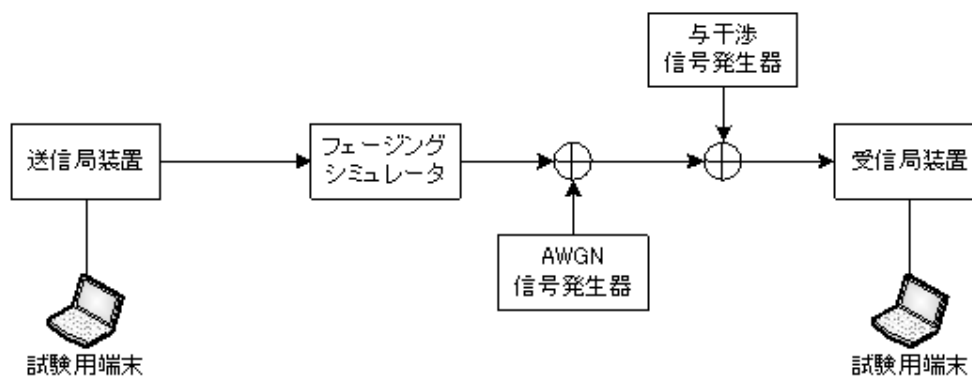 与干渉
信号発生器
送信局装置
フェージング
シミュレータ
受信局装置
AWGN
信号発生器
試験用端末
試験用端末